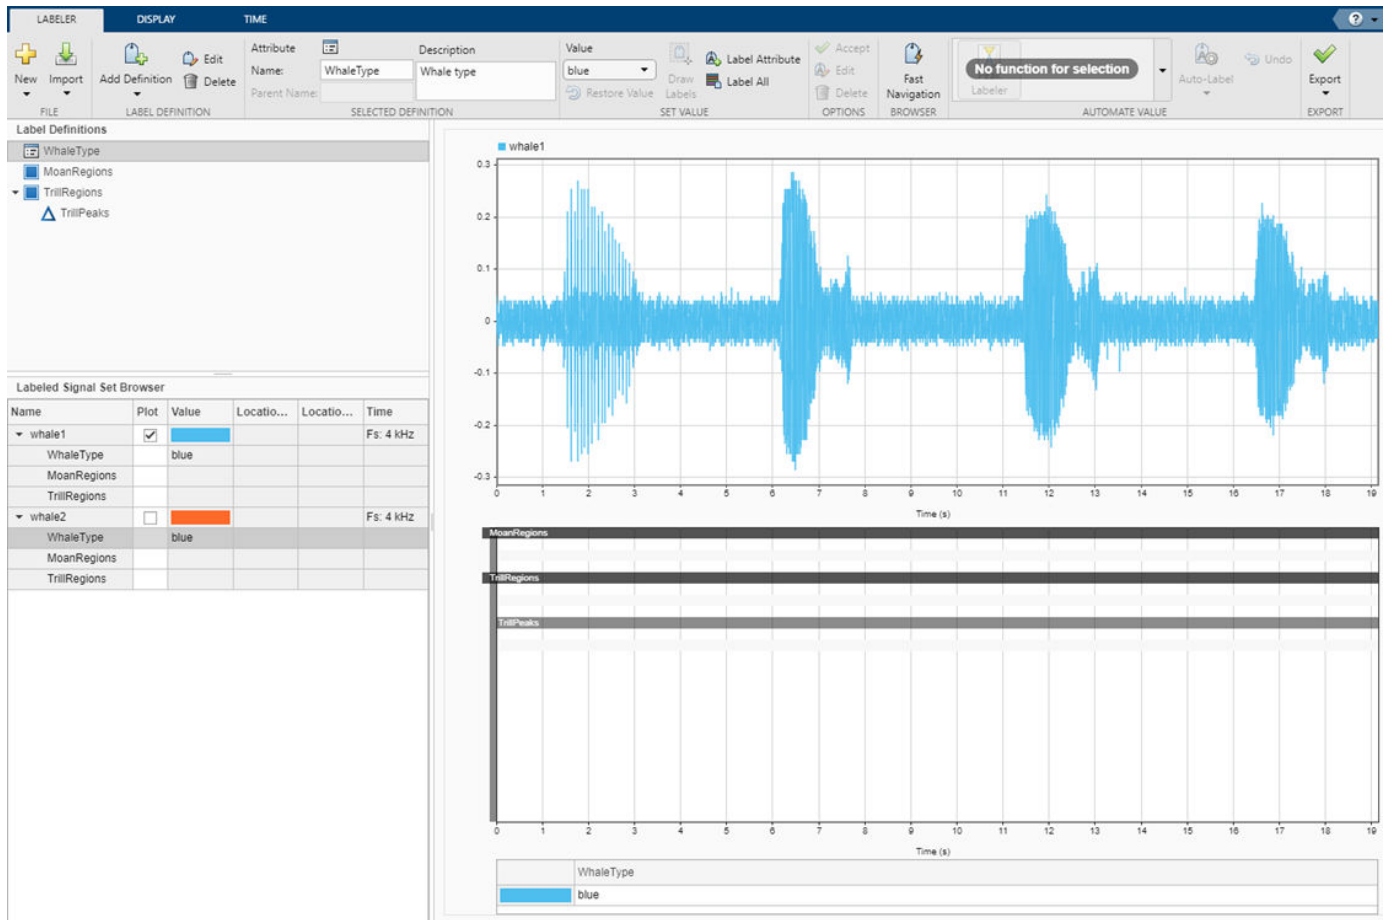 LABELER DISPLAY TIME
?
New Import Add Definition Edit Delete Attribute Description Value Draw Labels Label Attribute Label All Accept Edit Delete Fast Navigation No function for selection Labeler Auto-Label Undo Export
Name: WhaleType Whale type blue
Parent Name: Restore Value
FILE LABEL DEFINITION SELECTED DEFINITION SET VALUE OPTIONS BROWSER AUTOMATE VALUE EXPORT
Label Definitions
WhaleType
MoanRegions
TrillRegions
TrillPeaks
Labeled Signal Set Browser
Name Plot Value Locatio... Locatio... Time
whale1 Fs: 4 kHz
WhaleType blue
MoanRegions
TrillRegions
whale2 Fs: 4 kHz
WhaleType blue
MoanRegions
TrillRegions
whale1
0.3
0.2
0.1
0
-0.1
-0.2
-0.3
0 1 2 3 4 5 6 7 8 9 10 11 12 13 14 15 16 17 18 19
Time (s)
MoanRegions
TrillRegions
TrillPeaks
0 1 2 3 4 5 6 7 8 9 10 11 12 13 14 15 16 17 18 19
Time (s)
WhaleType
blue